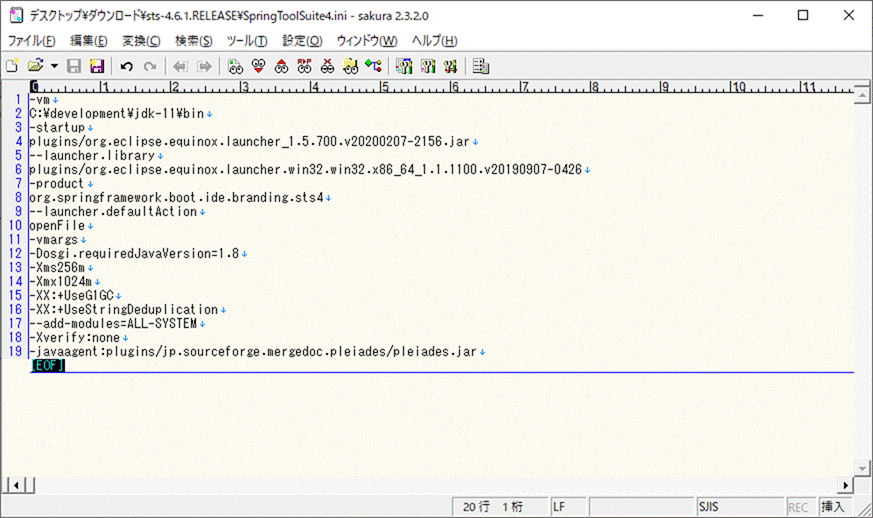 デスクトップ¥ダウンロード¥sts-4.6.1.RELEASE¥SpringToolSuite4.ini - sakura 2.3.2.0
ファイル(F) 編集(E) 変換(C) 検索(S) ツール(T) 設定(O) ウィンドウ(W) ヘルプ(H)
0 1 2 3 4 5 6 7 8 9 10 11
1 -vm↓
2 C:¥development¥jdk-11¥bin↓
3 -startup↓
4 plugins/org.eclipse.equinox.launcher_1.5.700.v20200207-2156.jar↓
5 --launcher.library↓
6 plugins/org.eclipse.equinox.launcher.win32.win32.x86_64_1.1.1100.v20190907-0426↓
7 -product↓
8 org.springframework.boot.ide.branding.sts4↓
9 --launcher.defaultAction↓
10 openFile↓
11 -vmargs↓
12 -Dosgi.requiredJavaVersion=1.8↓
13 -Xms256m↓
14 -Xmx1024m↓
15 -XX:+UseG1GC↓
16 -XX:+UseStringDeduplication↓
17 --add-modules=ALL-SYSTEM↓
18 -Xverify:none↓
19 -javaagent:plugins/jp.sourceforge.mergedoc.pleiades/pleiades.jar↓
[EOF]
20 行 1 桁 LF SJIS REC 挿入